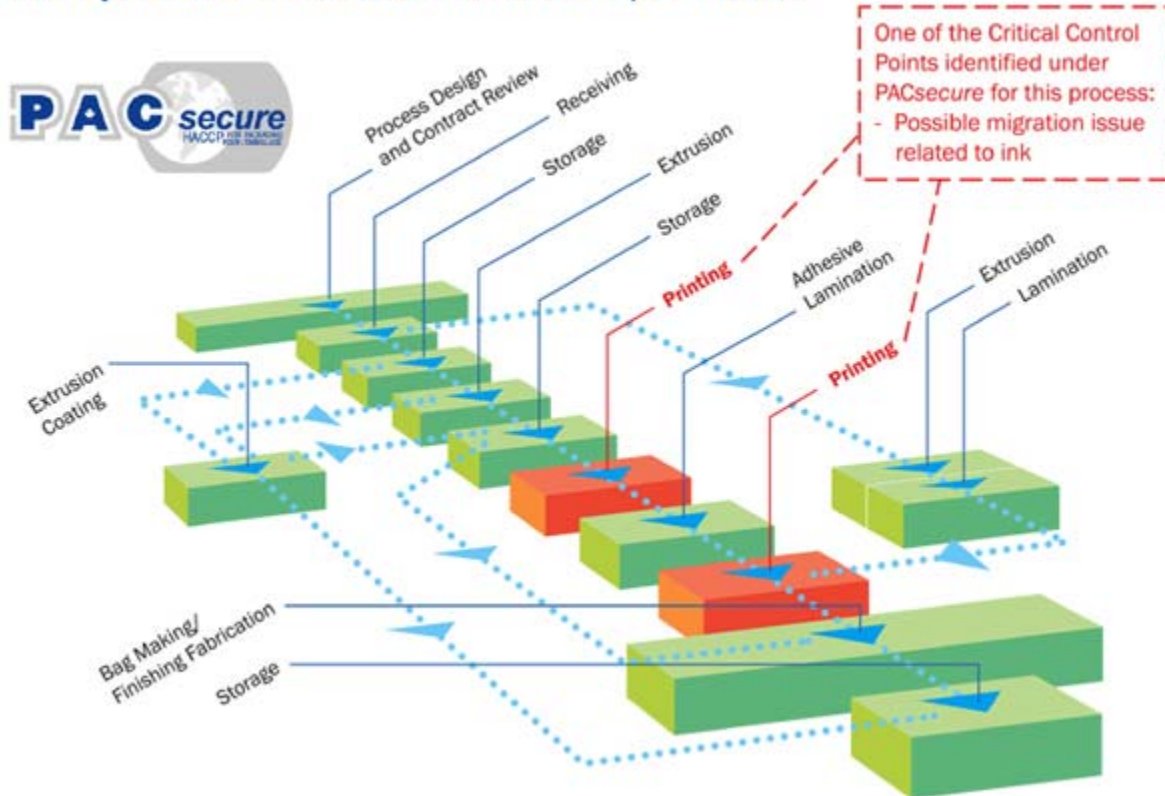 One of the Critical Control
Points identified under
PACsecure for this process:
- Possible migration issue
related to ink
PAC secure
HACCP
Process Design
and Contract Review
Receiving
Storage
Extrusion
Storage
Printing
Adhesive
Lamination
Printing
Extrusion
Lamination
Extrusion
Coating
Bag Making/
Finishing Fabrication
Storage